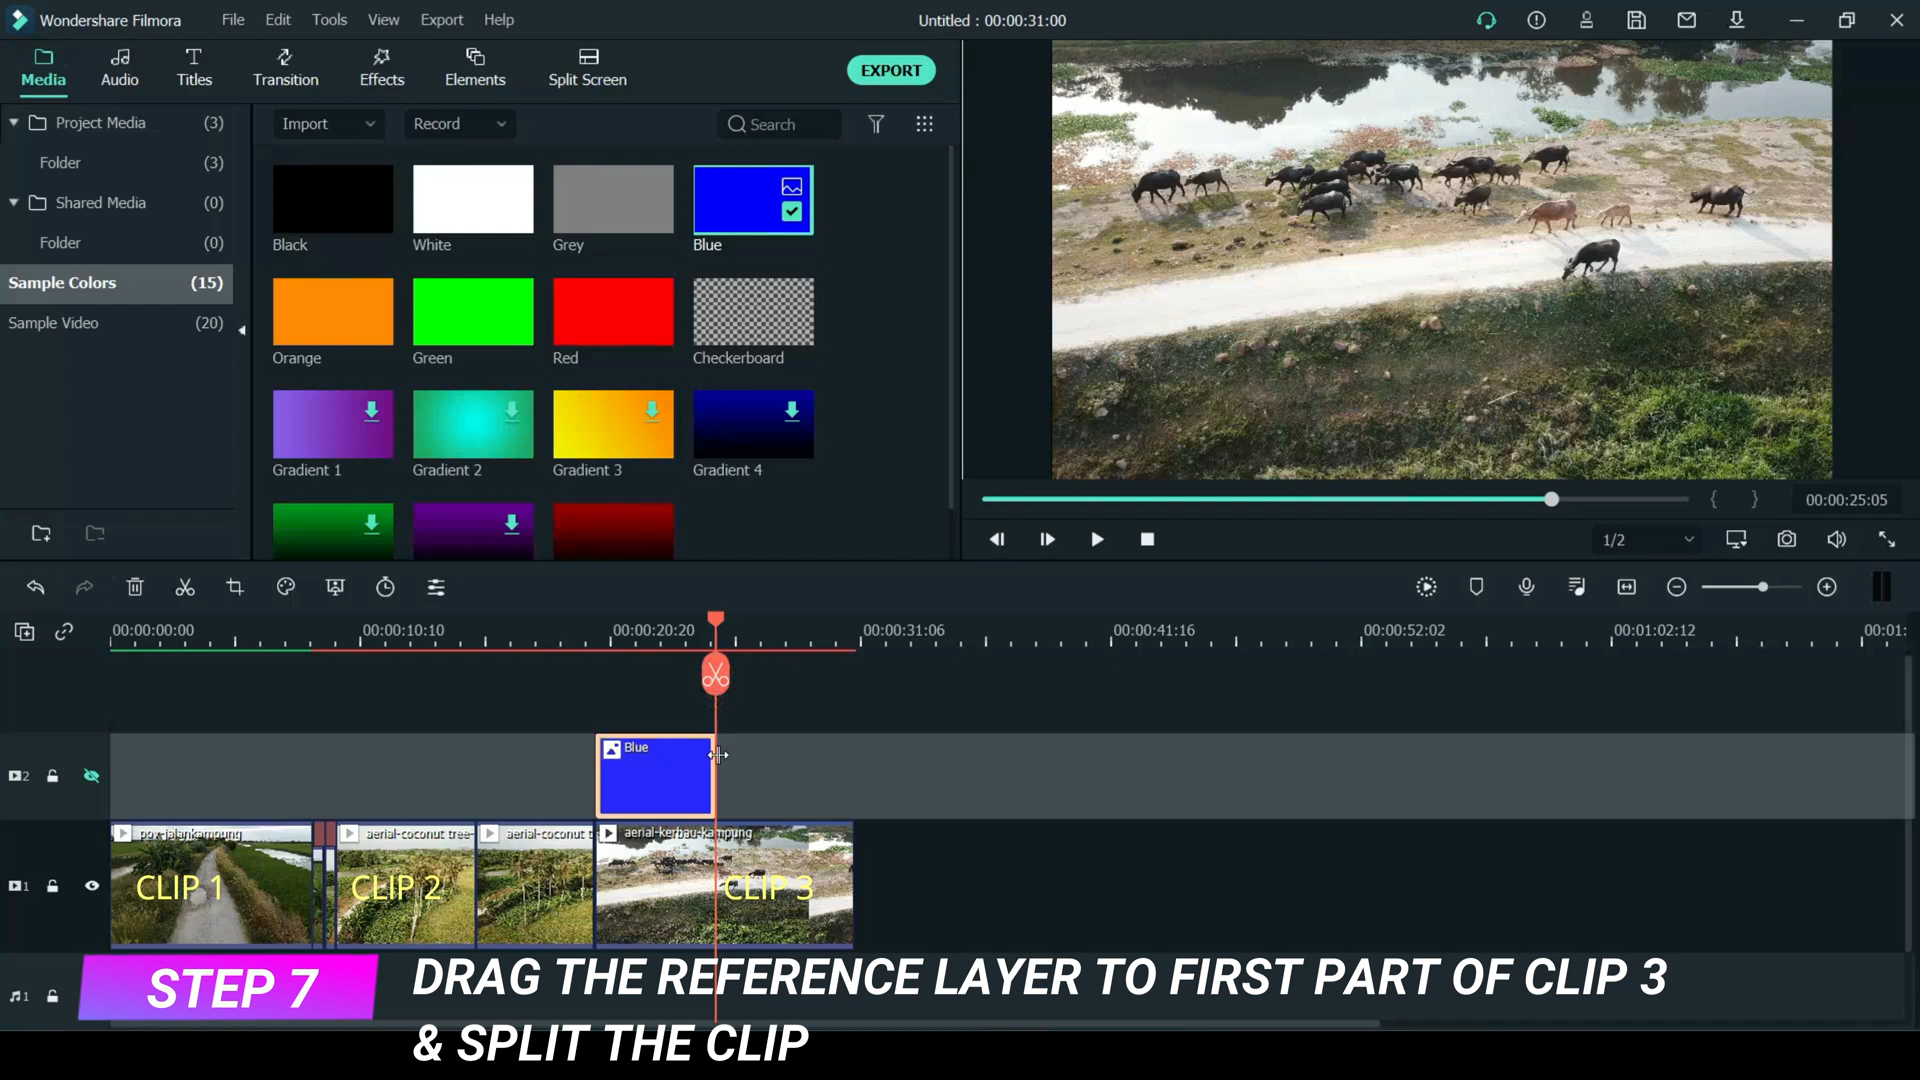 Wondershare Filmora
File
Edit
Tools
View
Export
Help
Untitled : 00:00:31:00
Media
Audio
Titles
Transition
Effects
Elements
Split Screen
EXPORT
Project Media (3)
Folder (3)
Shared Media (0)
Folder (0)
Sample Colors (15)
Sample Video (20)
Import
Record
Search
Black
White
Grey
Blue
Orange
Green
Red
Checkerboard
Gradient 1
Gradient 2
Gradient 3
Gradient 4
00:00:25:05
1/2
00:00:00:00
00:00:10:10
00:00:20:20
00:00:31:06
00:00:41:16
00:00:52:02
00:01:02:12
00:01:
2
Blue
1
pov-jalankampung
aerial-coconut tree-
aerial-coconut t
aerial-kerbau-kampung
CLIP 1
CLIP 2
CLIP 3
1
STEP 7
DRAG THE REFERENCE LAYER TO FIRST PART OF CLIP 3
& SPLIT THE CLIP